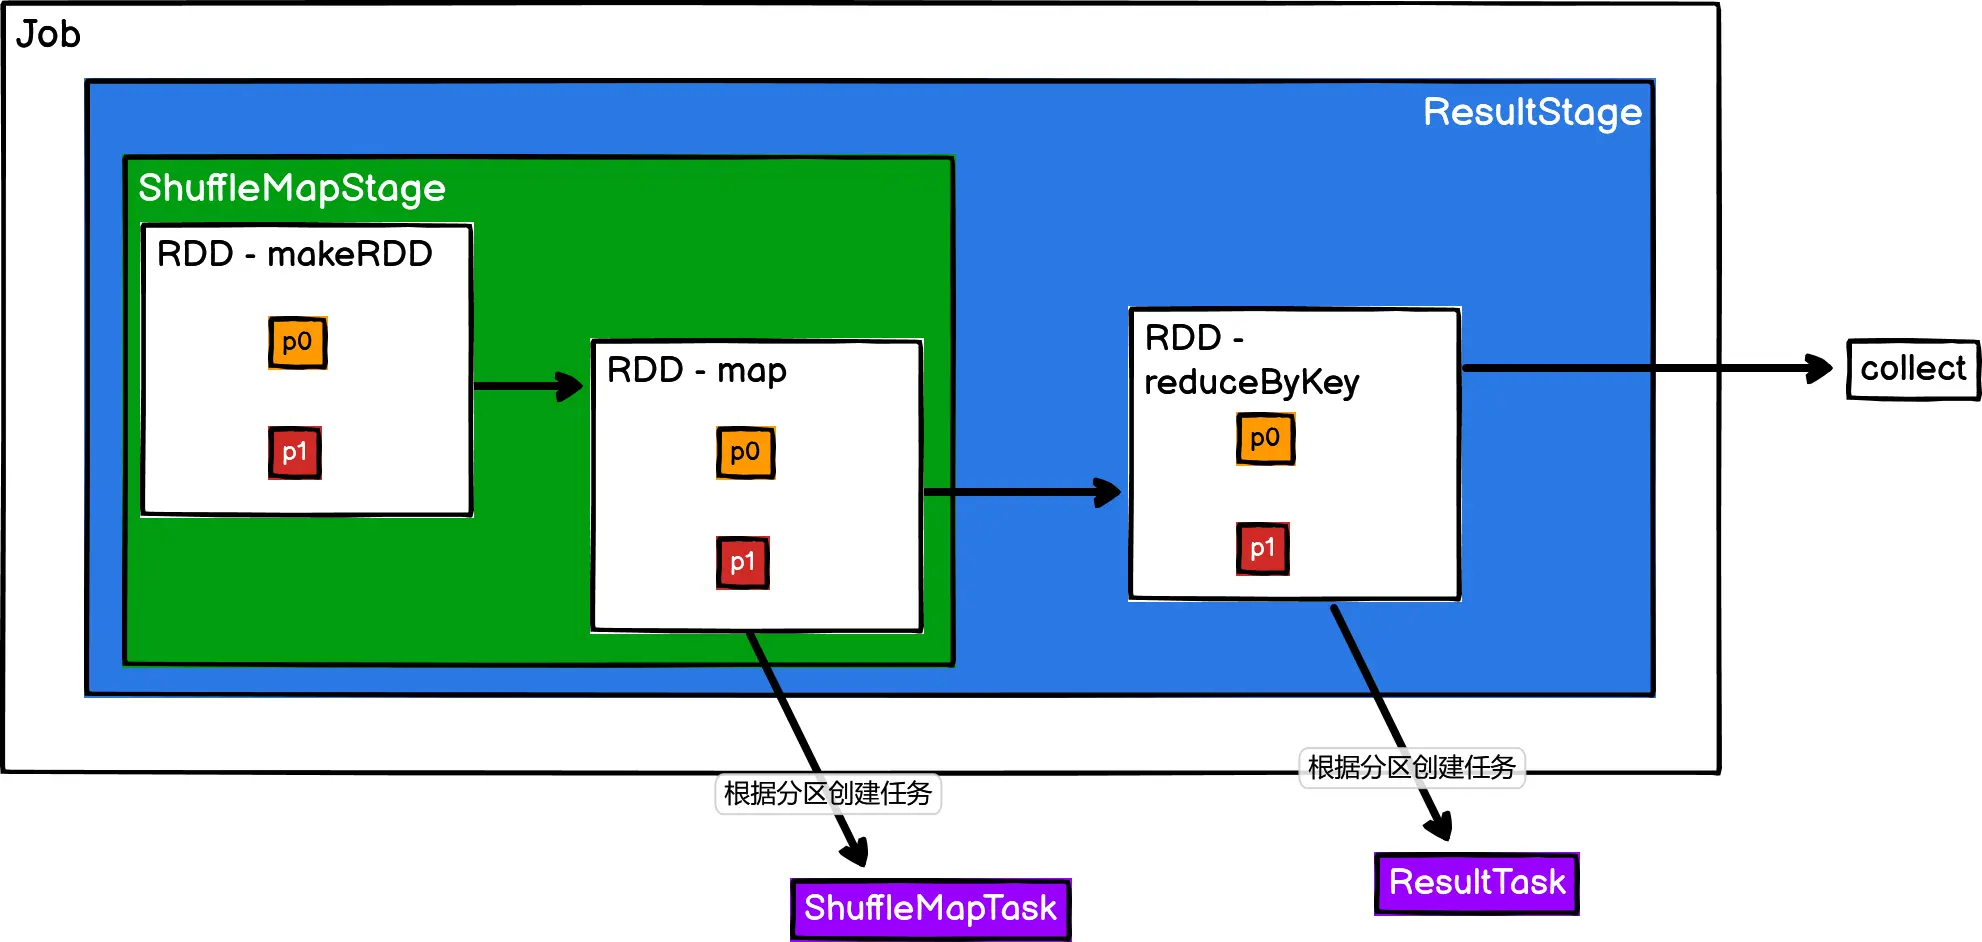 Job
ResultStage
ShuffleMapStage
RDD - makeRDD
p0
p1
RDD - map
p0
p1
RDD -
reduceByKey
p0
p1
collect
根据分区创建任务
根据分区创建任务
ShuffleMapTask
ResultTask